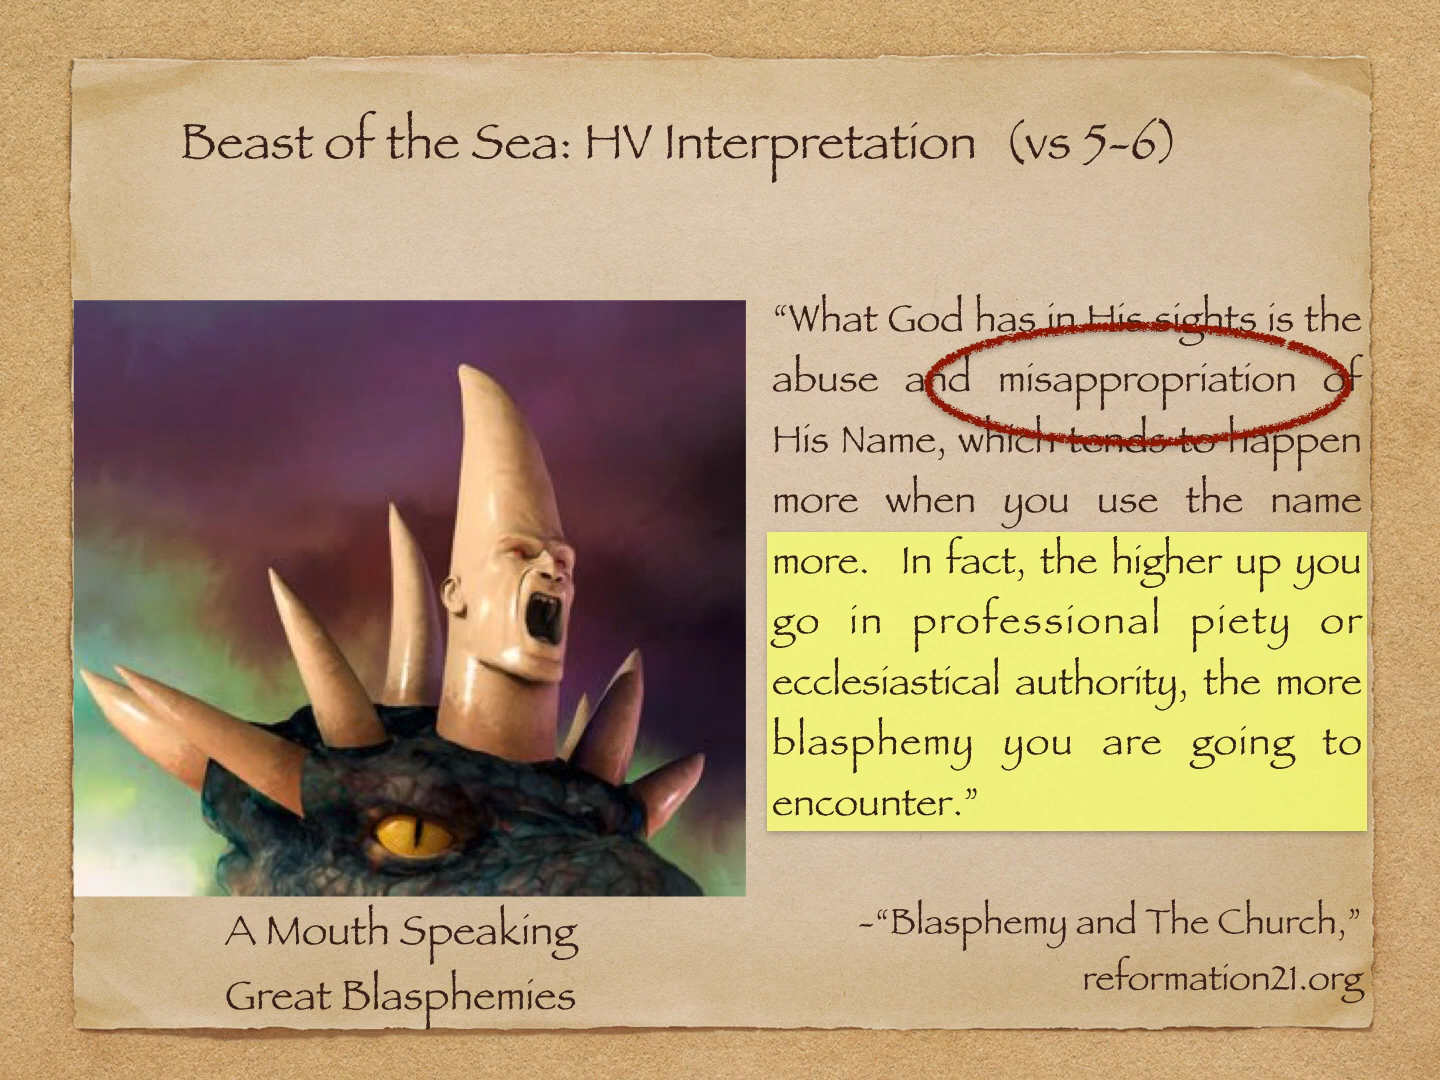 Beast of the Sea: HV Interpretation (vs 5-6)
“What God has in His sights is the
abuse and misappropriation of
His Name, which tends to happen
more when you use the name
more. In fact, the higher up you
go in professional piety or
ecclesiastical authority, the more
blasphemy you are going to
encounter.”
A Mouth Speaking
Great Blasphemies
-“Blasphemy and The Church,”
reformation21.org